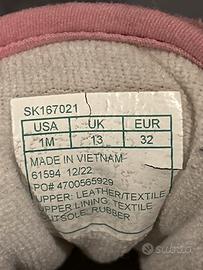 SK167021
USA UK EUR
1M 13 32
MADE IN VIETNAM
61594 12/22
PO# 4700565929
UPPER: LEATHER/TEXTILE
UPPER LINING: TEXTILE
OUTSOLE: RUBBER
subito